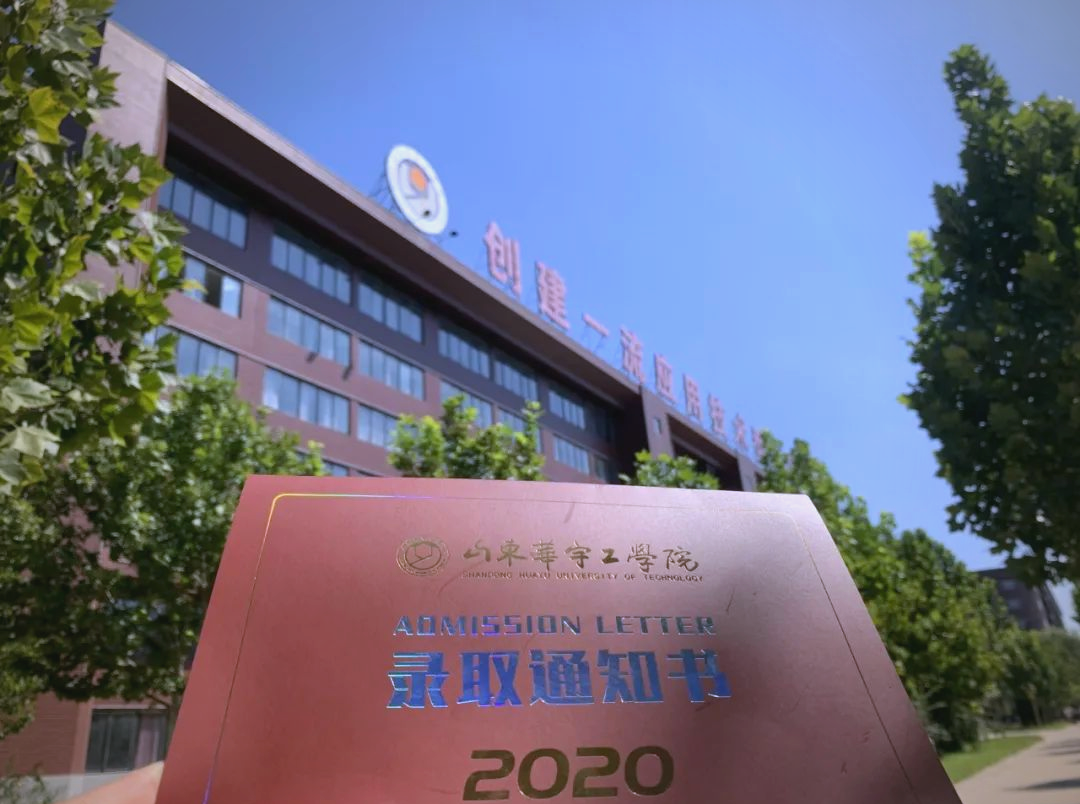 创建一流应用技术
山东華宇工學院
SHANDONG HUAYU UNIVERSITY OF TECHNOLOGY
ADMISSION LETTER
录取通知书
2020